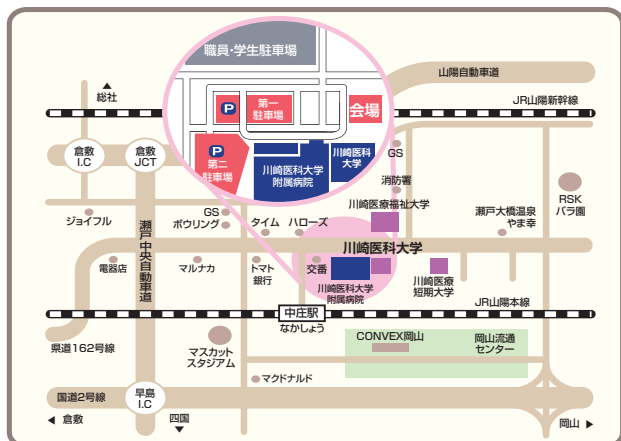 職員・学生駐車場
山陽自動車道
総社
JR山陽新幹線
P
第一
駐車場
会場
倉敷
I.C
倉敷
JCT
P
第二
駐車場
川崎医科大学
附属病院
川崎医科
大学
GS
消防署
RSK
バラ園
ジョイフル
GS
ボウリング
タイム
ハローズ
川崎医療福祉大学
瀬戸大橋温泉
やま幸
瀬戸中央自動車道
川崎医科大学
電器店
マルナカ
トマト
銀行
交番
川崎医科大学
附属病院
川崎医療
短期大学
中庄駅
なかしょう
JR山陽本線
県道162号線
マスカット
スタジアム
CONVEX岡山
岡山流通
センター
マクドナルド
国道2号線
早島
I.C
倉敷
四国
岡山